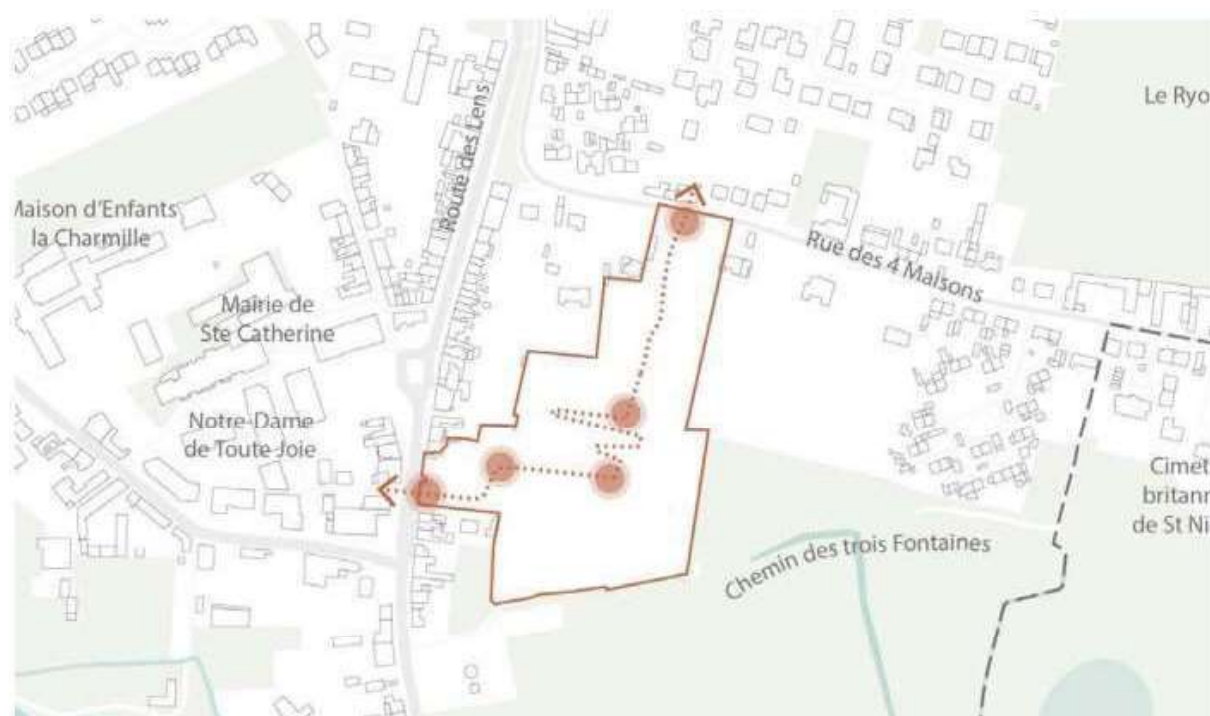 Le Ryo
Route des Lens
Maison d'Enfants
la Charmille
Rue des 4 Maisons
Mairie de
Ste Catherine
Notre-Dame
de Toute Joie
Cimet
britann
de St Ni
Chemin des trois Fontaines